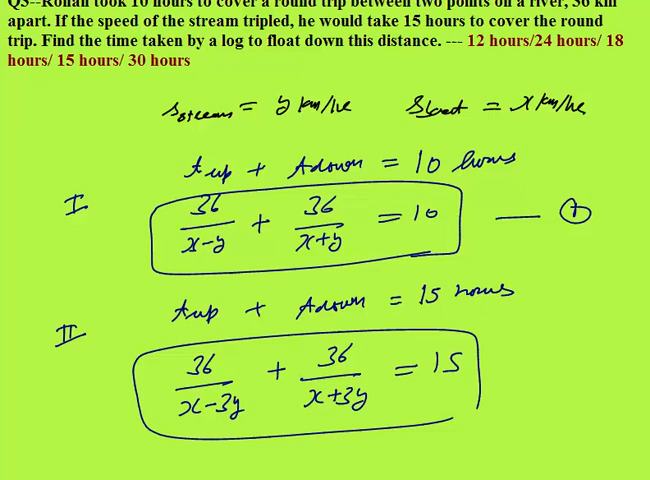 Q5--Rohan took 10 hours to cover a round trip between two points on a river, 36 km
apart. If the speed of the stream tripled, he would take 15 hours to cover the round
trip. Find the time taken by a log to float down this distance. --- 12 hours/24 hours/ 18
hours/ 15 hours/ 30 hours
Sstream = y km/hr Sboat = x km/hr
tup + tdown = 10 hours
I 36/x-y + 36/x+y = 10
tup + tdown = 15 hours
II 36/x-3y + 36/x+3y = 15